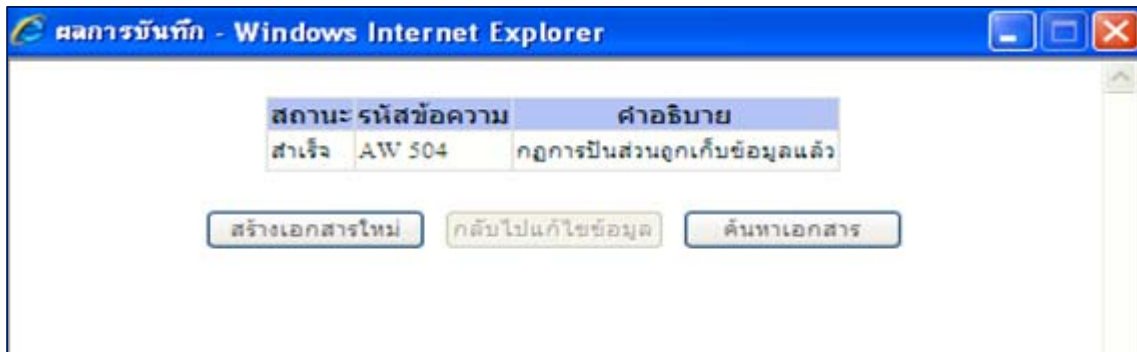 ผลการบันทึก - Windows Internet Explorer
สถานะ รหัสข้อความ คำอธิบาย
สำเร็จ AW 504 กฎการปันส่วนถูกเก็บข้อมูลแล้ว
สร้างเอกสารใหม่ กลับไปแก้ไขข้อมูล ค้นหาเอกสาร